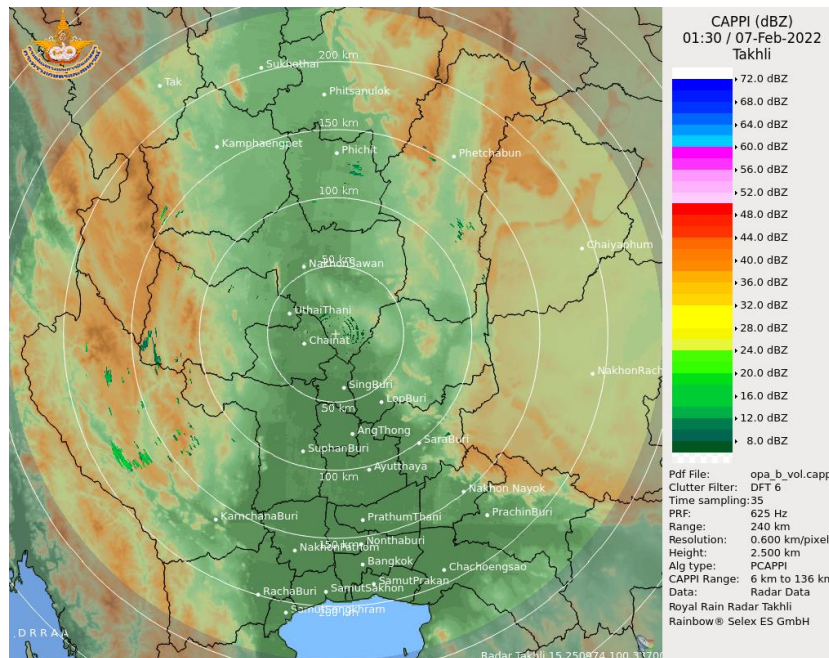 CAPPI (dBZ)
01:30 / 07-Feb-2022
Takhli
72.0 dBZ
68.0 dBZ
64.0 dBZ
60.0 dBZ
56.0 dBZ
52.0 dBZ
48.0 dBZ
44.0 dBZ
40.0 dBZ
36.0 dBZ
32.0 dBZ
28.0 dBZ
24.0 dBZ
20.0 dBZ
16.0 dBZ
12.0 dBZ
8.0 dBZ
Pdf File: opa_b_vol.capp
Clutter Filter: DFT 6
Time sampling:35
PRF: 625 Hz
Range: 240 km
Resolution: 0.600 km/pixel
Height: 2.500 km
Alg type: PCAPPI
CAPPI Range: 6 km to 136 km
Data: Radar Data
Royal Rain Radar Takhli
Rainbow® Selex ES GmbH
200 km
Sukhothai
Tak
Phitsanulok
150 km
Kamphaengpet
Phichit
Phetchabun
100 km
Chaiyaphum
50 km
NakhonSawan
UthaiThani
Chainat
NakhonRach
SingBuri
50 km
LopBuri
AngThong
SaraBuri
SuphanBuri
Ayutthaya
100 km
Nakhon Nayok
KamchanaBuri
PrathumThani
PrachinBuri
150 km
Nonthaburi
NakhonPathom
Bangkok
Chachoengsao
SamutPrakan
RachaBuri
SamutSakhon
SamutSangkhram
200 km